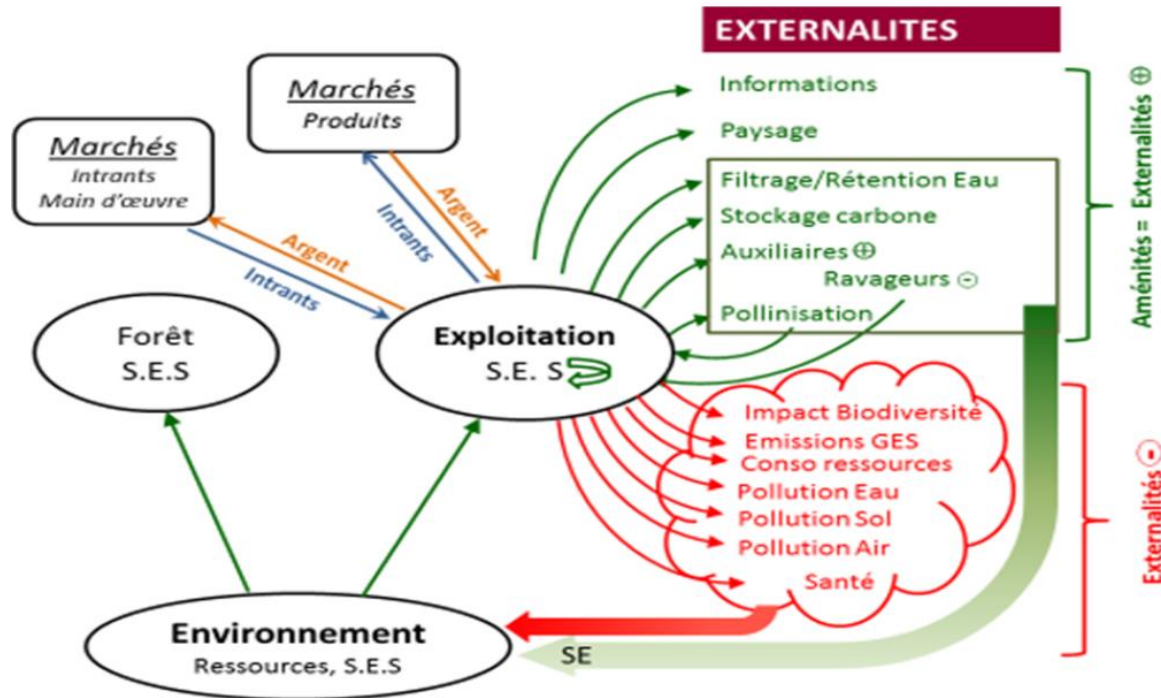 EXTERNALITES
Informations
Paysage
Filtrage/Rétention Eau
Stockage carbone
Auxiliaires ⊕
Ravageurs ⊖
Pollinisation
Aménités = Externalités ⊕
Marchés
Produits
Marchés
Intrants
Main d'œuvre
Argent
Intrants
Argent
Intrants
Forêt
S.E.S
Exploitation
S.E. S
Impact Biodiversité
Emissions GES
Conso ressources
Pollution Eau
Pollution Sol
Pollution Air
Santé
Externalités ⊖
Environnement
Ressources, S.E.S
SE